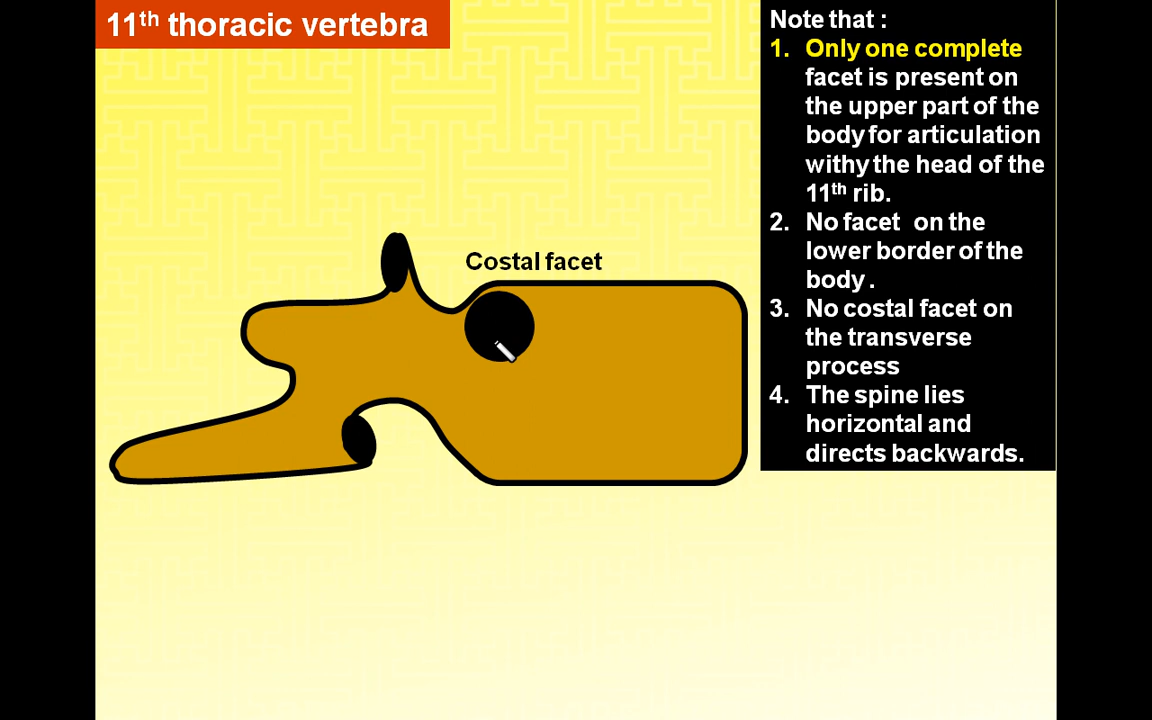 11th thoracic vertebra
Note that :
1. Only one complete
facet is present on
the upper part of the
body for articulation
withy the head of the
11th rib.
2. No facet on the
lower border of the
body .
3. No costal facet on
the transverse
process
4. The spine lies
horizontal and
directs backwards.
Costal facet